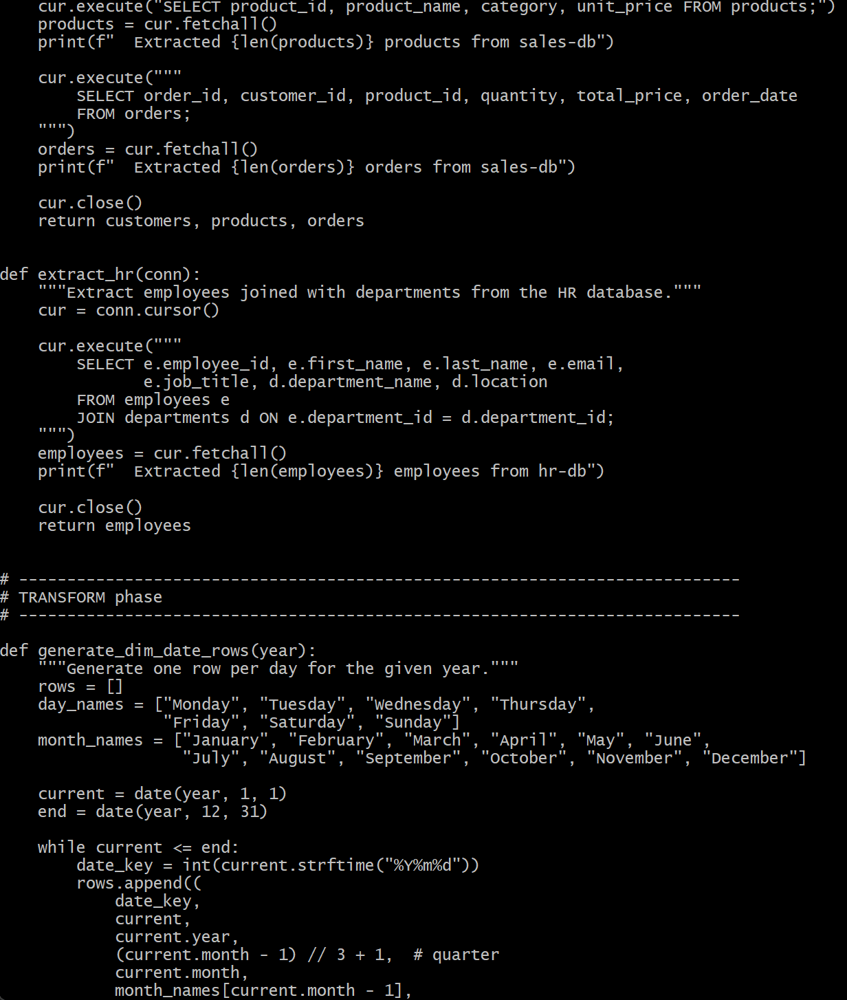 cur.execute("SELECT product_id, product_name, category, unit_price FROM products;")
    products = cur.fetchall()
    print(f"  Extracted {len(products)} products from sales-db")

    cur.execute("""
        SELECT order_id, customer_id, product_id, quantity, total_price, order_date
        FROM orders;
    """)
    orders = cur.fetchall()
    print(f"  Extracted {len(orders)} orders from sales-db")

    cur.close()
    return customers, products, orders


def extract_hr(conn):
    """Extract employees joined with departments from the HR database."""
    cur = conn.cursor()

    cur.execute("""
        SELECT e.employee_id, e.first_name, e.last_name, e.email,
               e.job_title, d.department_name, d.location
        FROM employees e
        JOIN departments d ON e.department_id = d.department_id;
    """)
    employees = cur.fetchall()
    print(f"  Extracted {len(employees)} employees from hr-db")

    cur.close()
    return employees


# ---------------------------------------------------------------------------
# TRANSFORM phase
# ---------------------------------------------------------------------------

def generate_dim_date_rows(year):
    """Generate one row per day for the given year."""
    rows = []
    day_names = ["Monday", "Tuesday", "Wednesday", "Thursday",
                 "Friday", "Saturday", "Sunday"]
    month_names = ["January", "February", "March", "April", "May", "June",
                   "July", "August", "September", "October", "November", "December"]

    current = date(year, 1, 1)
    end = date(year, 12, 31)

    while current <= end:
        date_key = int(current.strftime("%Y%m%d"))
        rows.append((
            date_key,
            current,
            current.year,
            (current.month - 1) // 3 + 1,  # quarter
            current.month,
            month_names[current.month - 1],